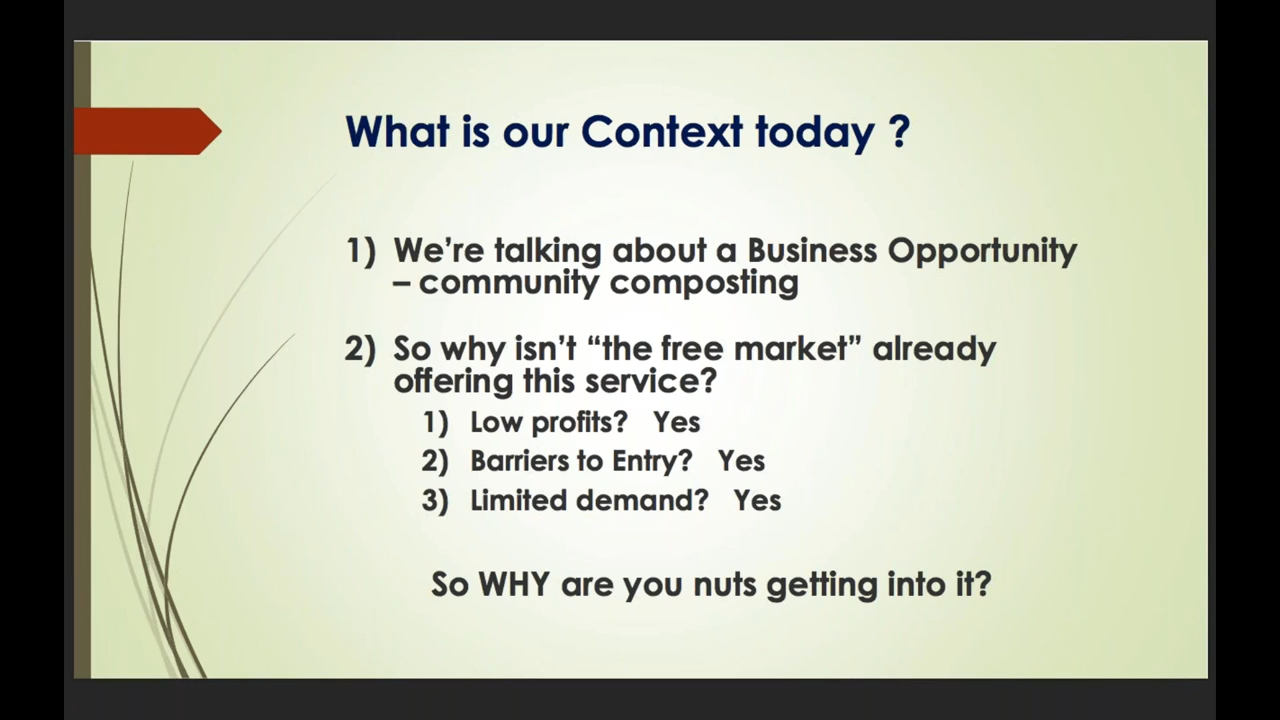 What is our Context today ?
1) We're talking about a Business Opportunity
– community composting
2) So why isn't “the free market” already
offering this service?
1) Low profits? Yes
2) Barriers to Entry? Yes
3) Limited demand? Yes
So WHY are you nuts getting into it?